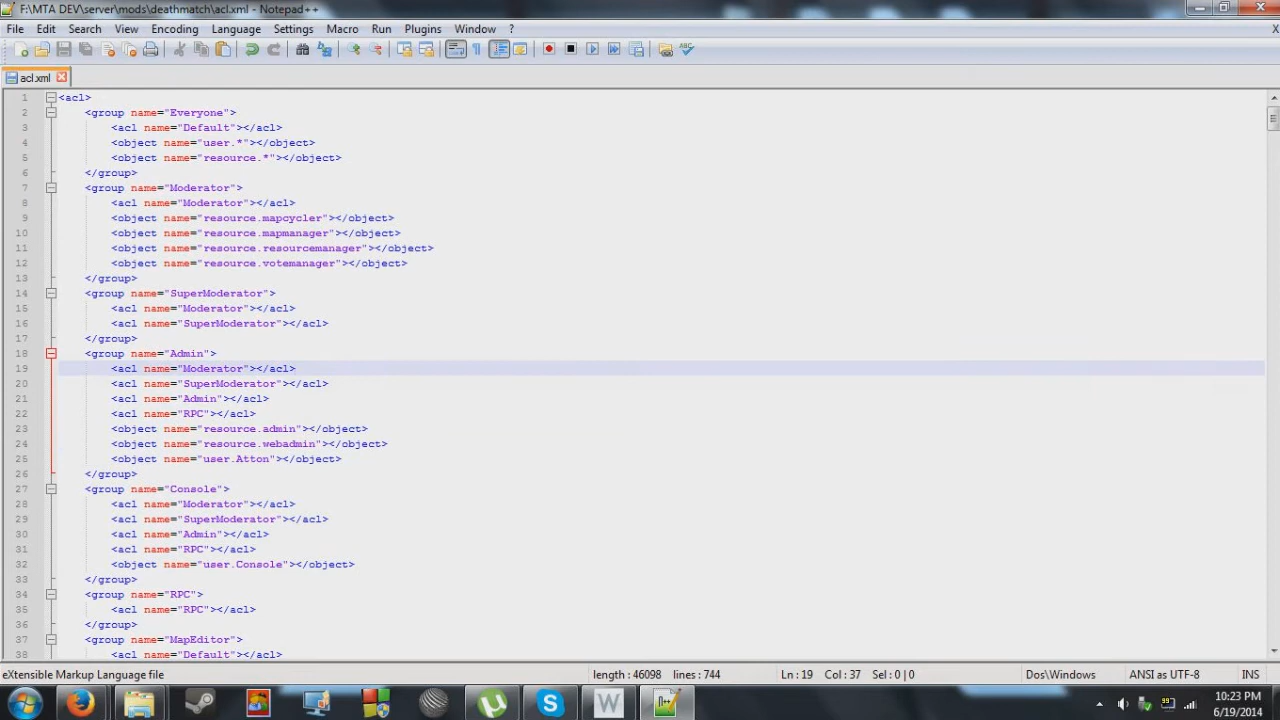 F:\MTA DEV\server\mods\deathmatch\acl.xml - Notepad++
File Edit Search View Encoding Language Settings Macro Run Plugins Window ? X
acl.xml
1 <acl>
2 <group name="Everyone">
3 <acl name="Default"></acl>
4 <object name="user.*"></object>
5 <object name="resource.*"></object>
6 </group>
7 <group name="Moderator">
8 <acl name="Moderator"></acl>
9 <object name="resource.mapcycler"></object>
10 <object name="resource.mapmanager"></object>
11 <object name="resource.resourcemanager"></object>
12 <object name="resource.votemanager"></object>
13 </group>
14 <group name="SuperModerator">
15 <acl name="Moderator"></acl>
16 <acl name="SuperModerator"></acl>
17 </group>
18 <group name="Admin">
19 <acl name="Moderator"></acl>
20 <acl name="SuperModerator"></acl>
21 <acl name="Admin"></acl>
22 <acl name="RPC"></acl>
23 <object name="resource.admin"></object>
24 <object name="resource.webadmin"></object>
25 <object name="user.Atton"></object>
26 </group>
27 <group name="Console">
28 <acl name="Moderator"></acl>
29 <acl name="SuperModerator"></acl>
30 <acl name="Admin"></acl>
31 <acl name="RPC"></acl>
32 <object name="user.Console"></object>
33 </group>
34 <group name="RPC">
35 <acl name="RPC"></acl>
36 </group>
37 <group name="MapEditor">
38 <acl name="Default"></acl>
eXtensible Markup Language file length : 46098 lines : 744 Ln : 19 Col : 37 Sel : 0 | 0 Dos\Windows ANSI as UTF-8 INS
10:23 PM
6/19/2014